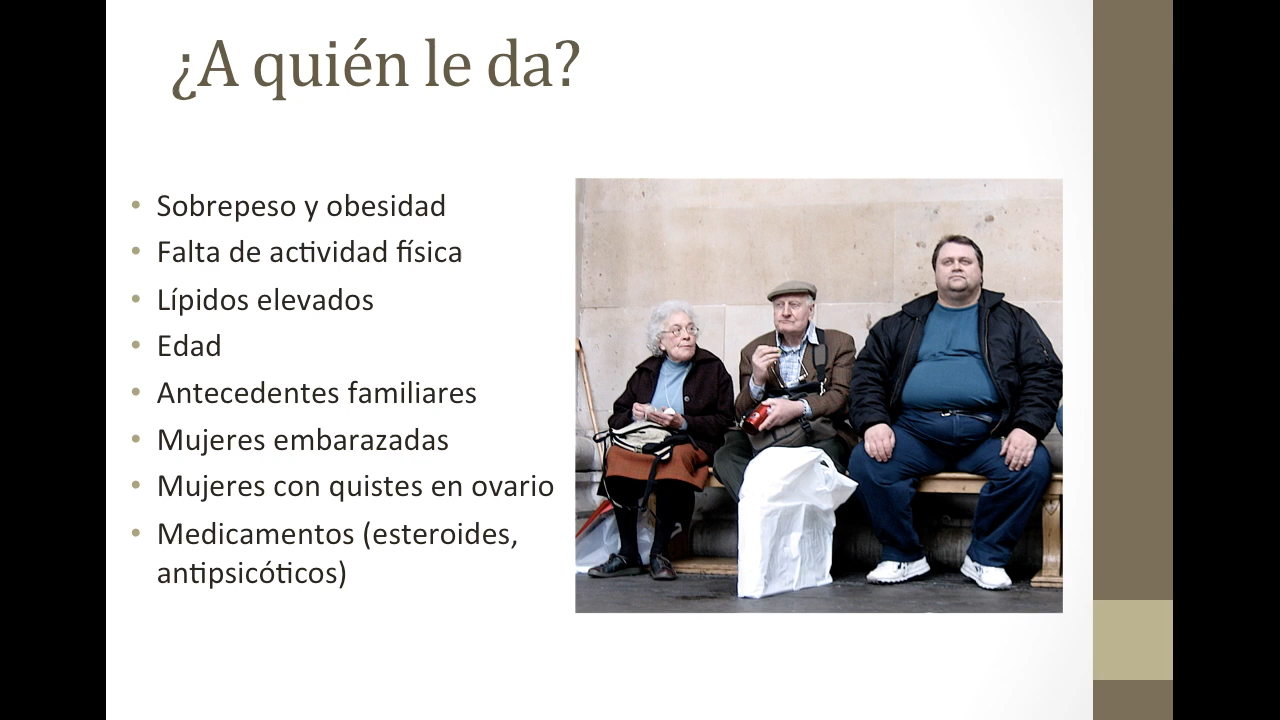 ¿A quién le da?
• Sobrepeso y obesidad
• Falta de actividad física
• Lípidos elevados
• Edad
• Antecedentes familiares
• Mujeres embarazadas
• Mujeres con quistes en ovario
• Medicamentos (esteroides,
antipsicóticos)